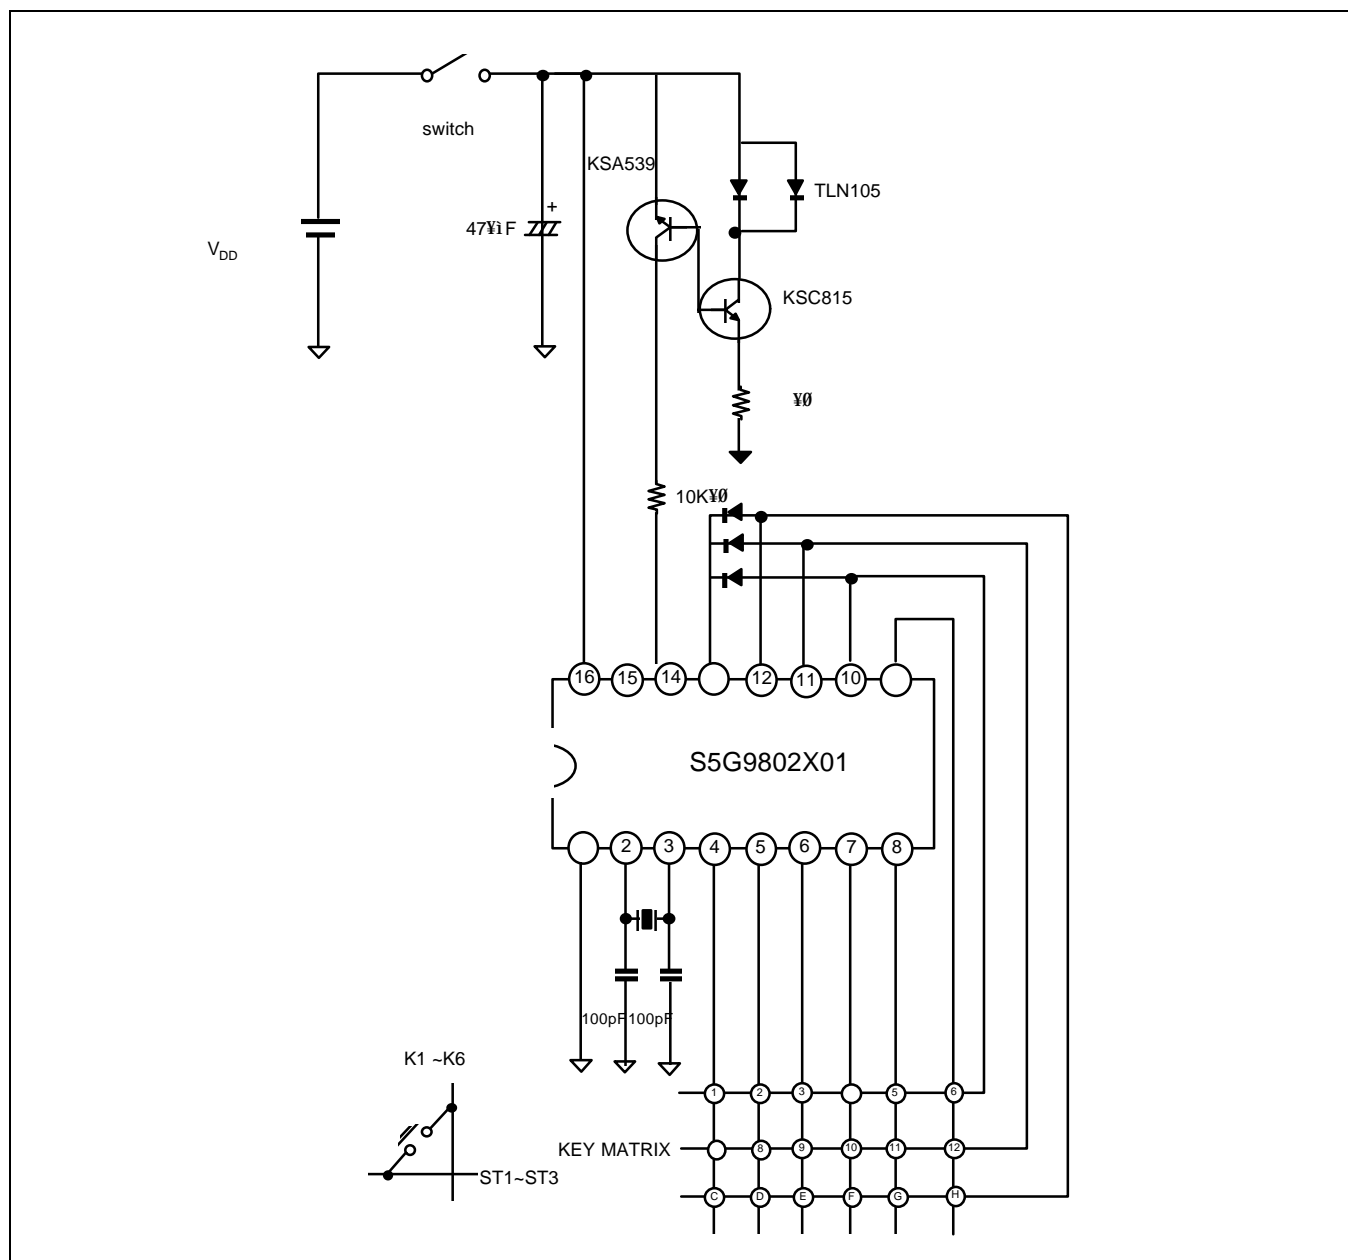 switch
KSA539
TLN105
+
47¥ìF
V_DD
KSC815
¥Ø
10K¥Ø
16 15 14 12 11 10
S5G9802X01
2 3 4 5 6 7 8
100pF 100pF
K1 ~K6
1 2 3 5 6
KEY MATRIX
8 9 10 11 12
ST1~ST3
C D E F G H